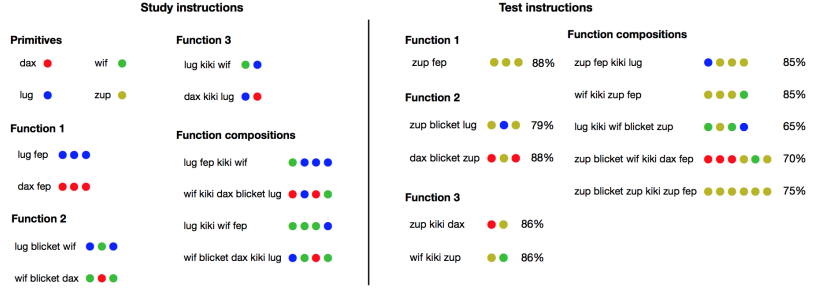 Study instructions
Primitives
dax
wif
lug
zup
Function 1
lug fep
dax fep
Function 2
lug blicket wif
wif blicket dax
Function 3
lug kiki wif
dax kiki lug
Function compositions
lug fep kiki wif
wif kiki dax blicket lug
lug kiki wif fep
wif blicket dax kiki lug
Test instructions
Function 1
zup fep 88%
Function 2
zup blicket lug 79%
dax blicket zup 88%
Function 3
zup kiki dax 86%
wif kiki zup 86%
Function compositions
zup fep kiki lug 85%
wif kiki zup fep 85%
lug kiki wif blicket zup 65%
zup blicket wif kiki dax fep 70%
zup blicket zup kiki zup fep 75%